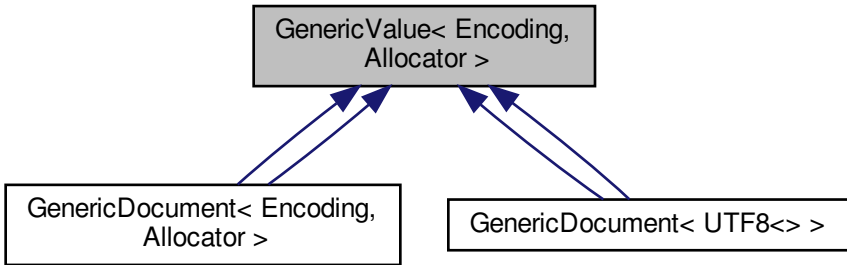 GenericValue< Encoding,
Allocator >
GenericDocument< Encoding,
Allocator >
GenericDocument< UTF8<> >